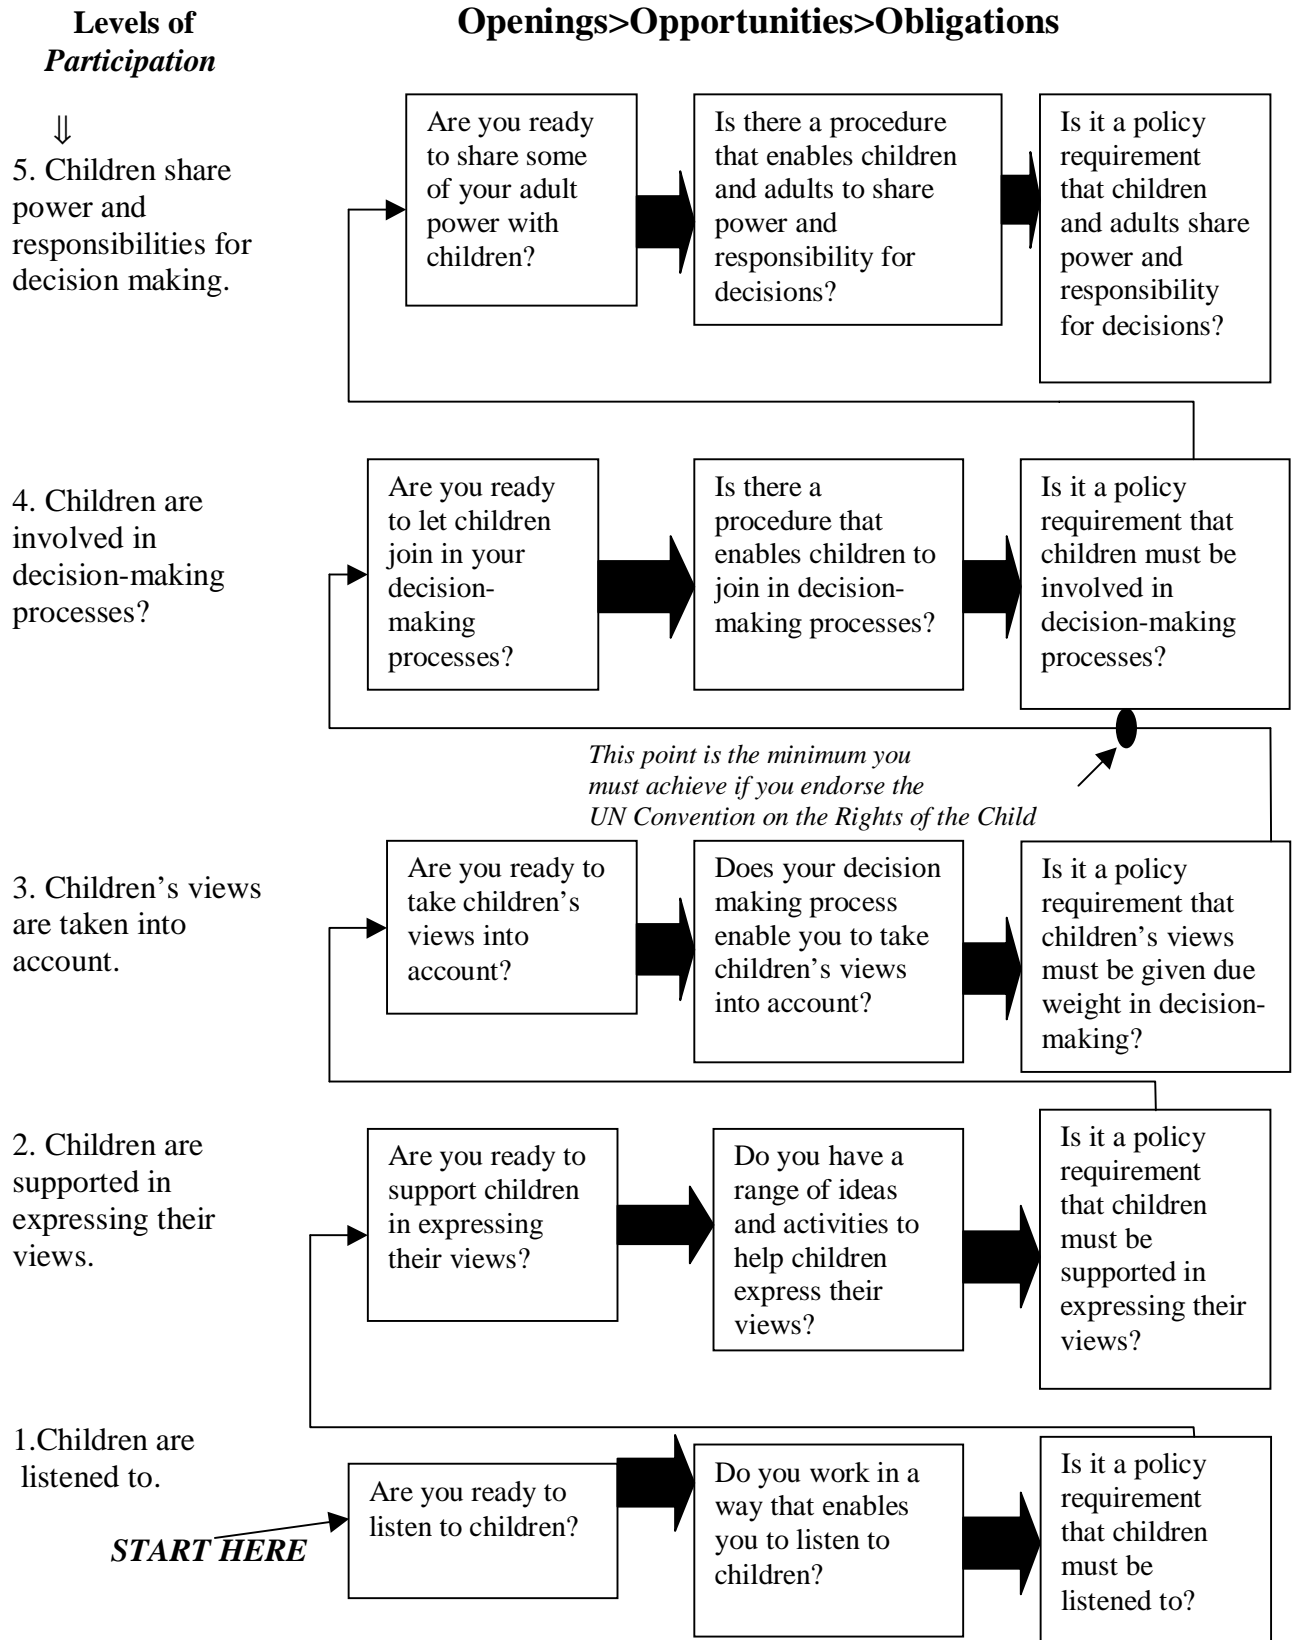 Levels of
Participation
⇓
Openings>Opportunities>Obligations
5. Children share
power and
responsibilities for
decision making.
Are you ready
to share some
of your adult
power with
children?
Is there a procedure
that enables children
and adults to share
power and
responsibility for
decisions?
Is it a policy
requirement
that children
and adults share
power and
responsibility
for decisions?
4. Children are
involved in
decision-making
processes?
Are you ready
to let children
join in your
decision-
making
processes?
Is there a
procedure that
enables children to
join in decision-
making processes?
Is it a policy
requirement that
children must be
involved in
decision-making
processes?
This point is the minimum you
must achieve if you endorse the
UN Convention on the Rights of the Child
3. Children’s views
are taken into
account.
Are you ready to
take children’s
views into
account?
Does your decision
making process
enable you to take
children’s views
into account?
Is it a policy
requirement that
children’s views
must be given due
weight in decision-
making?
2. Children are
supported in
expressing their
views.
Are you ready to
support children
in expressing
their views?
Do you have a
range of ideas
and activities to
help children
express their
views?
Is it a policy
requirement
that children
must be
supported in
expressing their
views?
1.Children are
listened to.
START HERE
Are you ready to
listen to children?
Do you work in a
way that enables
you to listen to
children?
Is it a policy
requirement
that children
must be
listened to?